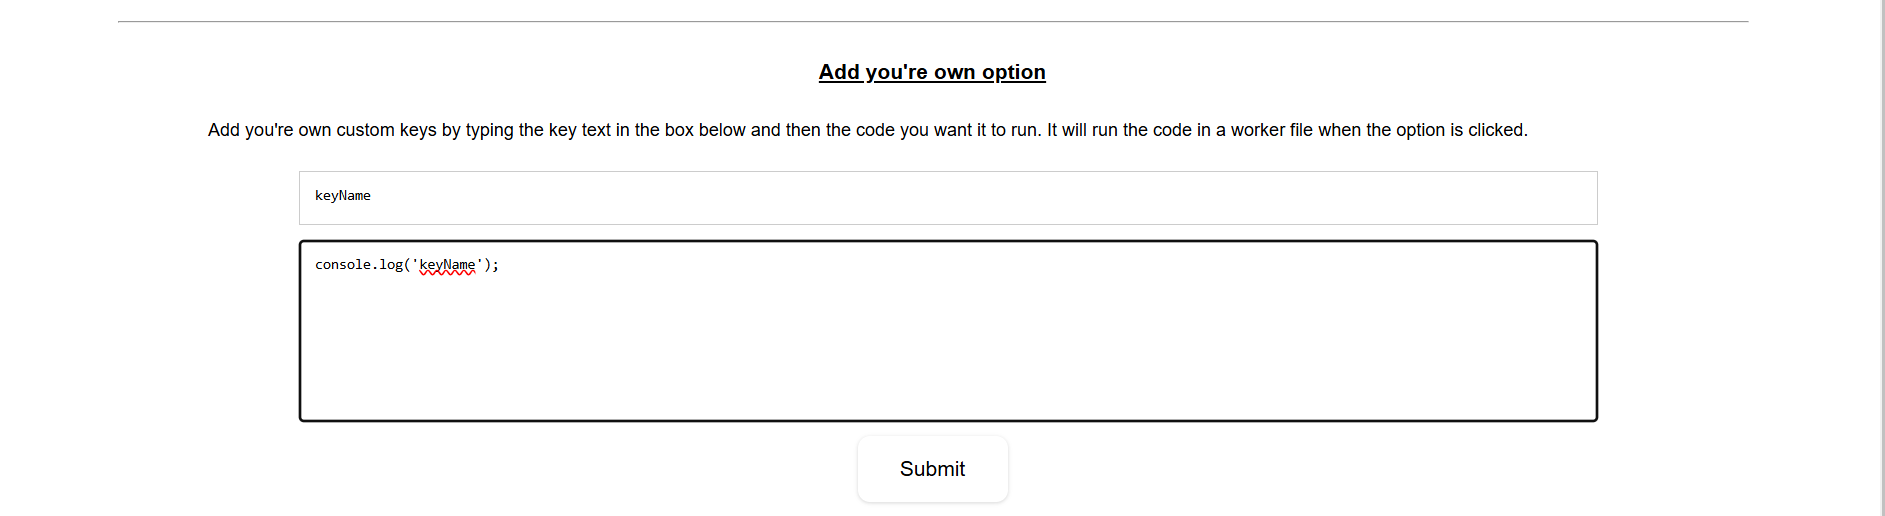 Add you're own option
Add you're own custom keys by typing the key text in the box below and then the code you want it to run. It will run the code in a worker file when the option is clicked.
keyName
console.log('keyName');
Submit